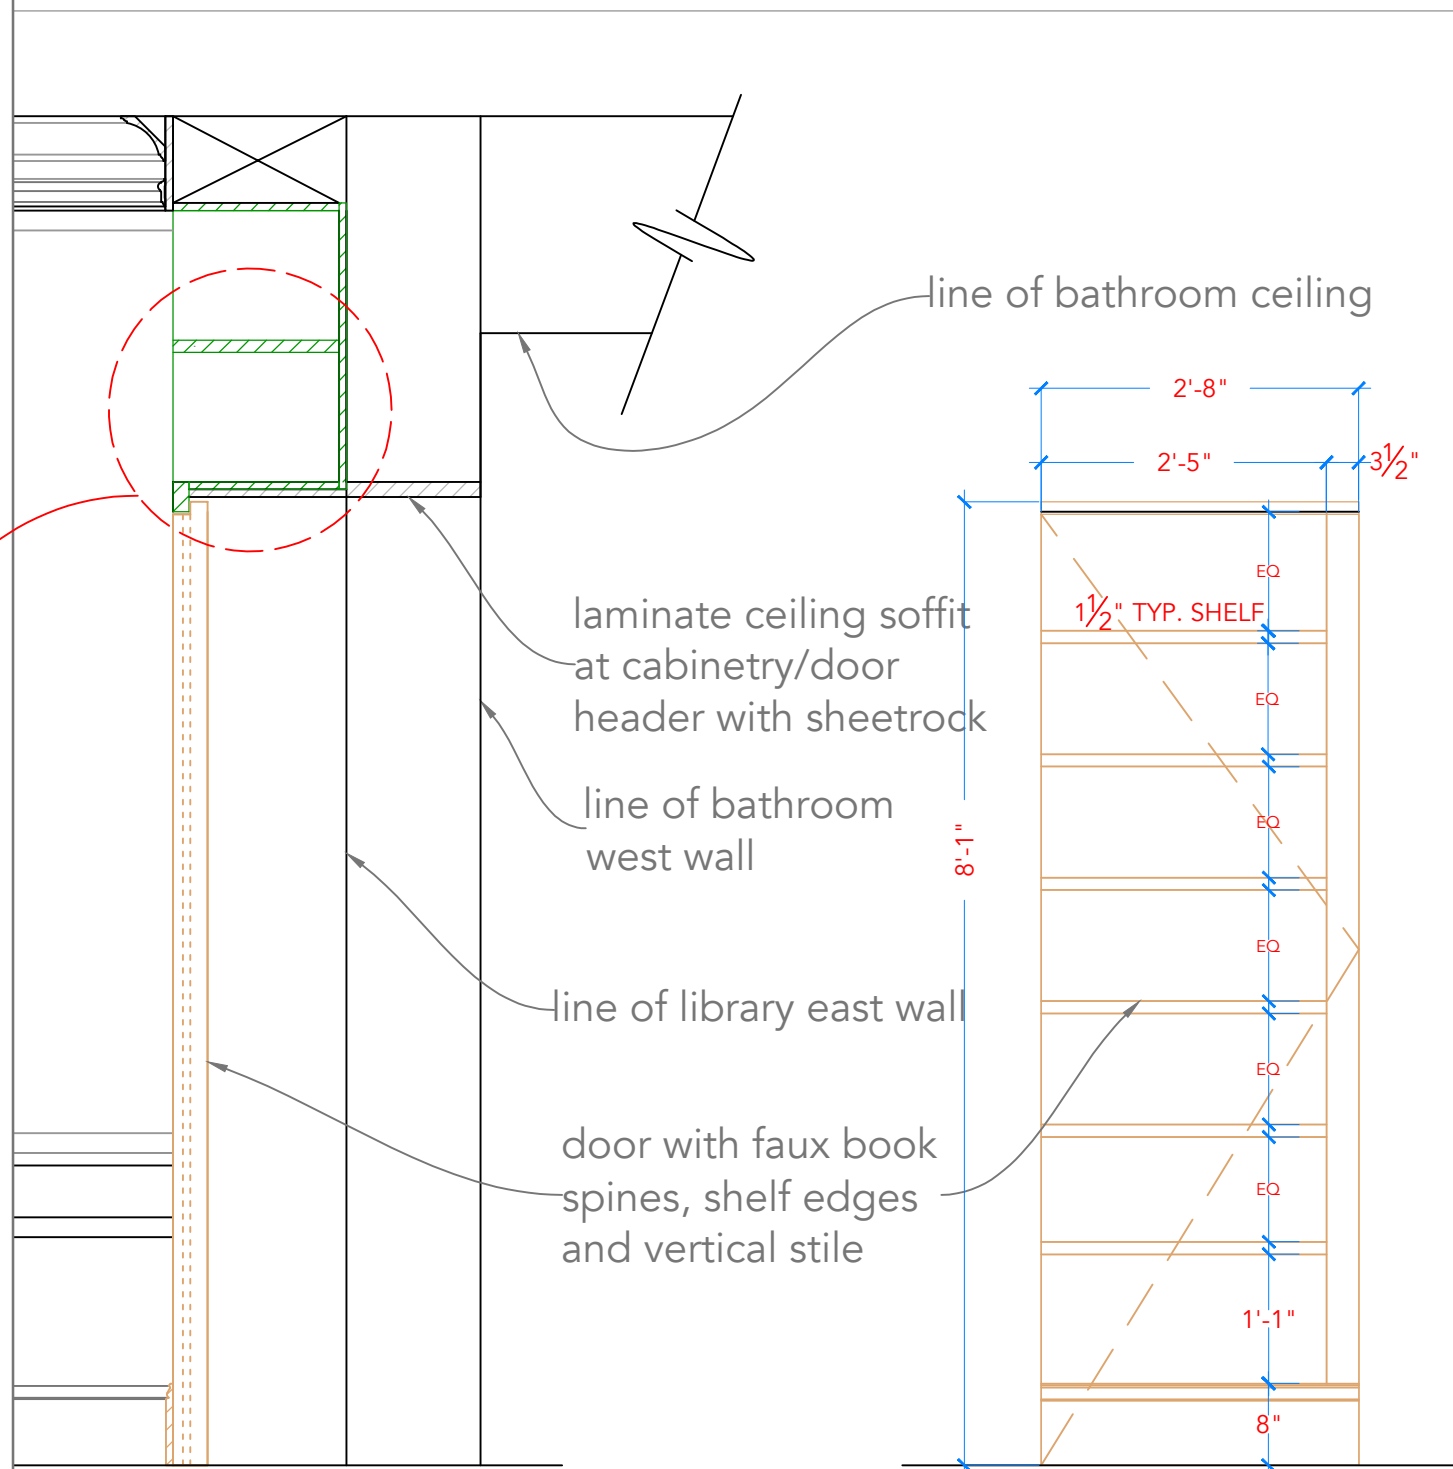 line of bathroom ceiling
2'-8"
2'-5"
3½"
EQ
laminate ceiling soffit
at cabinetry/door
header with sheetrock
1½" TYP. SHELF
EQ
line of bathroom
west wall
8'-1"
EQ
EQ
line of library east wall
EQ
door with faux book
spines, shelf edges
and vertical stile
EQ
1'-1"
8"